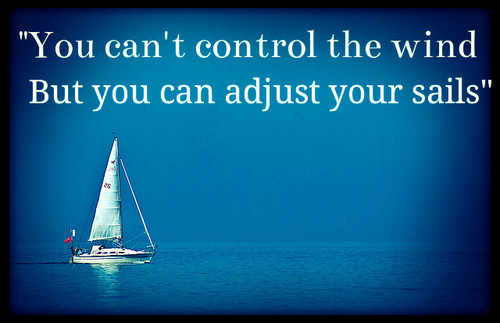 "You can't control the wind
But you can adjust your sails"